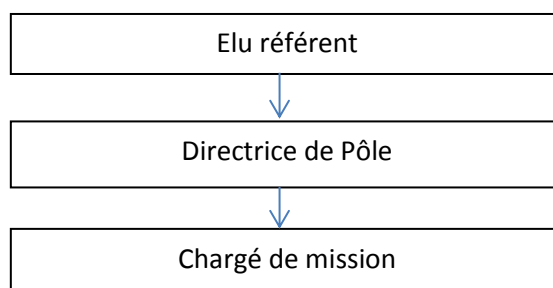 Elu référent
Directrice de Pôle
Chargé de mission